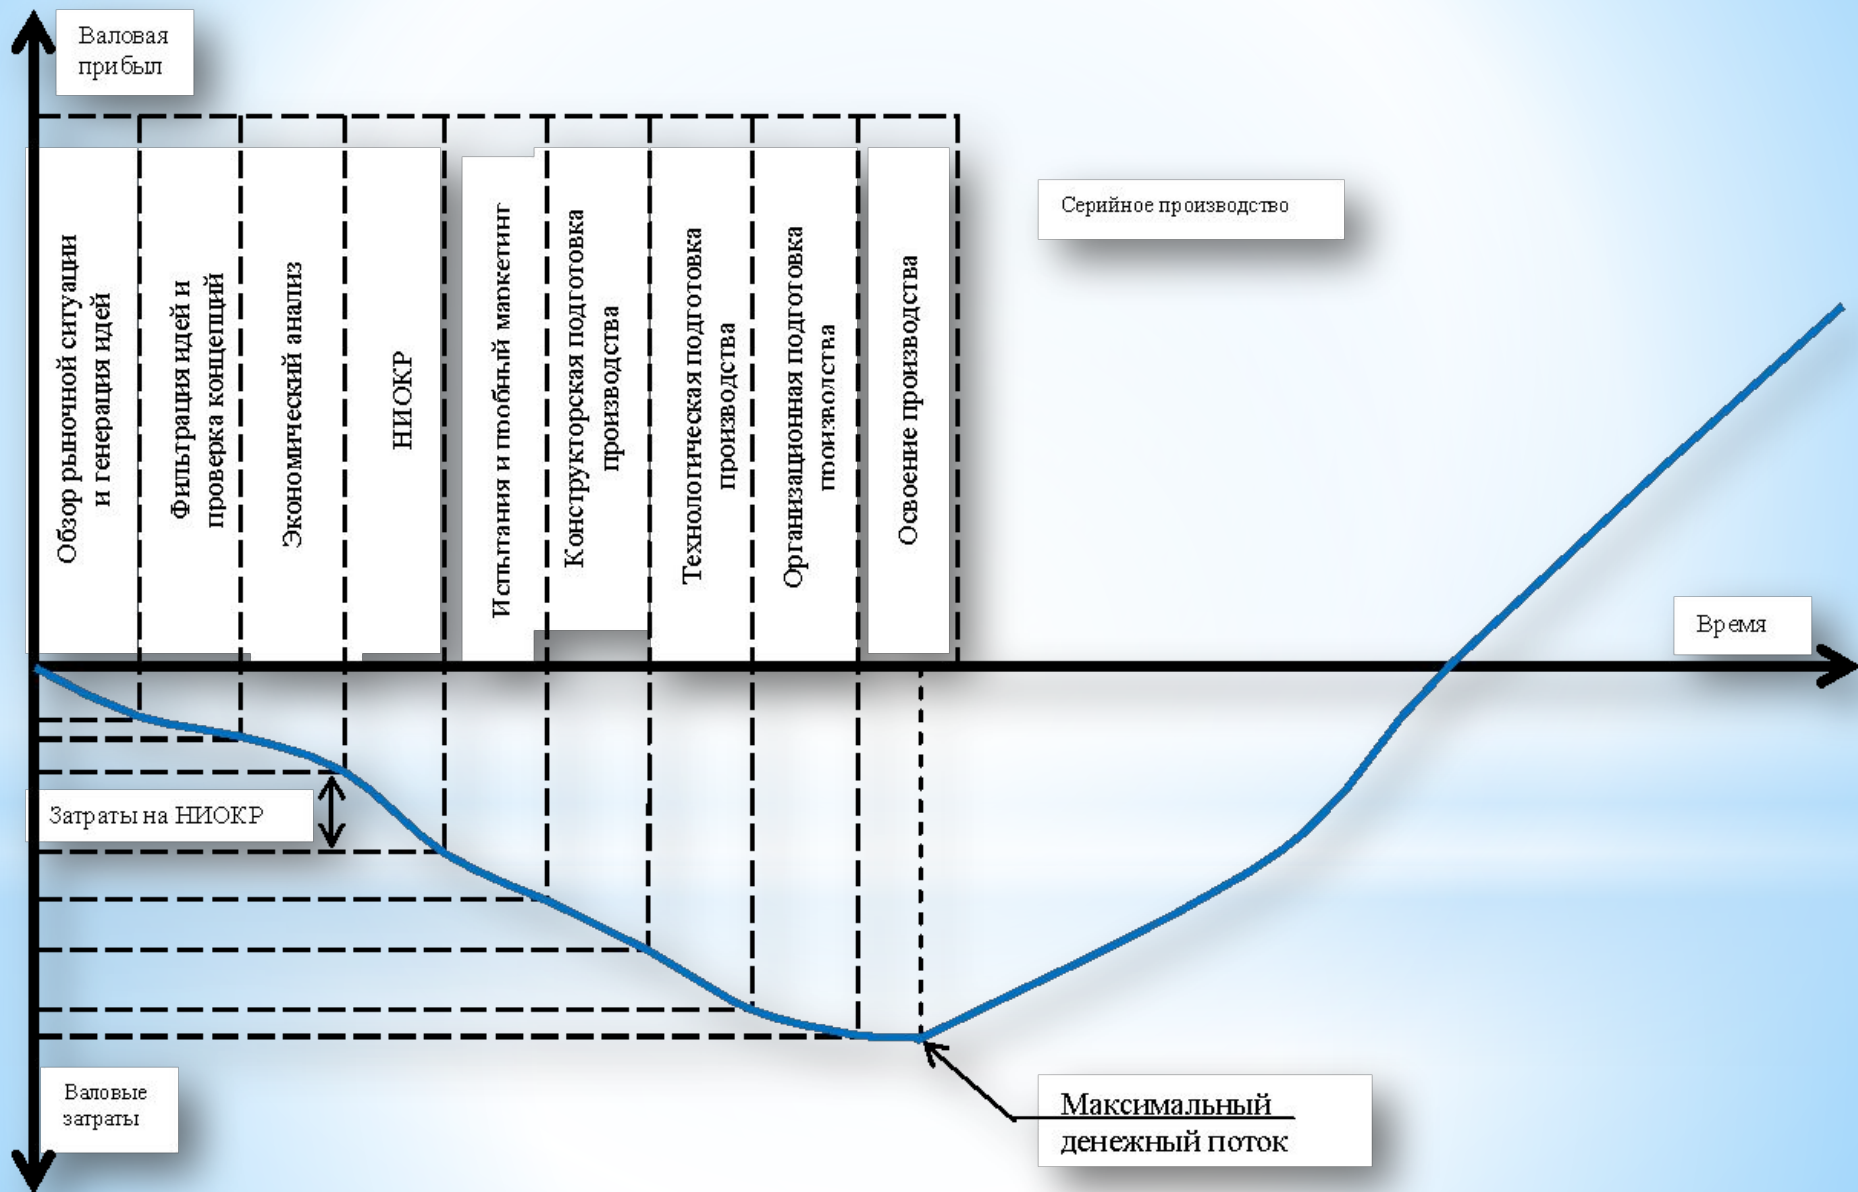 Валовая
прибыл
Обзор рыночной ситуации
и генерация идей
Фильтрация идей и
проверка концепций
Экономический анализ
НИОКР
Испытания и пробный маркетинг
Конструкторская подготовка
производства
Технологическая подготовка
производства
Организационная подготовка
производства
Освоение производства
Серийное производство
Время
Затраты на НИОКР
Валовые
затраты
Максимальный
денежный поток